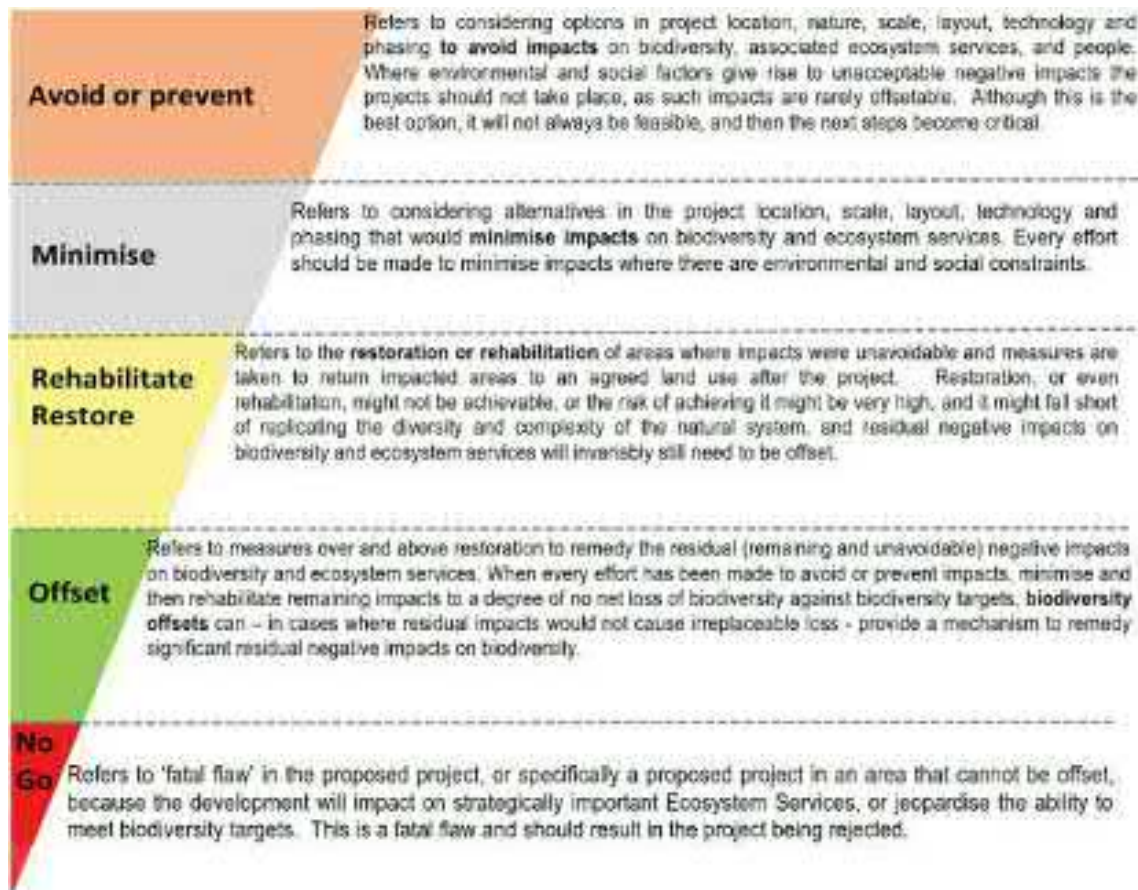 Avoid or prevent
Refers to considering options in project location, nature, scale, layout, technology and
phasing to avoid impacts on biodiversity, associated ecosystem services, and people.
Where environmental and social factors give rise to unacceptable negative impacts the
projects should not take place, as such impacts are rarely offsetable. Although this is the
best option, it will not always be feasible, and then the next steps become critical.
Minimise
Refers to considering alternatives in the project location, scale, layout, technology and
phasing that would minimise impacts on biodiversity and ecosystem services. Every effort
should be made to minimise impacts where there are environmental and social constraints.
Rehabilitate
Restore
Refers to the restoration or rehabilitation of areas where impacts were unavoidable and measures are
taken to return impacted areas to an agreed land use after the project. Restoration, or even
rehabilitation, might not be achievable, or the risk of achieving it might be very high, and it might fall short
of replicating the diversity and complexity of the natural system, and residual negative impacts on
biodiversity and ecosystem services will invariably still need to be offset.
Offset
Refers to measures over and above restoration to remedy the residual (remaining and unavoidable) negative impacts
on biodiversity and ecosystem services. When every effort has been made to avoid or prevent impacts, minimise and
then rehabilitate remaining impacts to a degree of no net loss of biodiversity against biodiversity targets, biodiversity
offsets can – in cases where residual impacts would not cause irreplaceable loss - provide a mechanism to remedy
significant residual negative impacts on biodiversity.
No
Go
Refers to 'fatal flaw' in the proposed project, or specifically a proposed project in an area that cannot be offset,
because the development will impact on strategically important Ecosystem Services, or jeopardise the ability to
meet biodiversity targets. This is a fatal flaw and should result in the project being rejected.